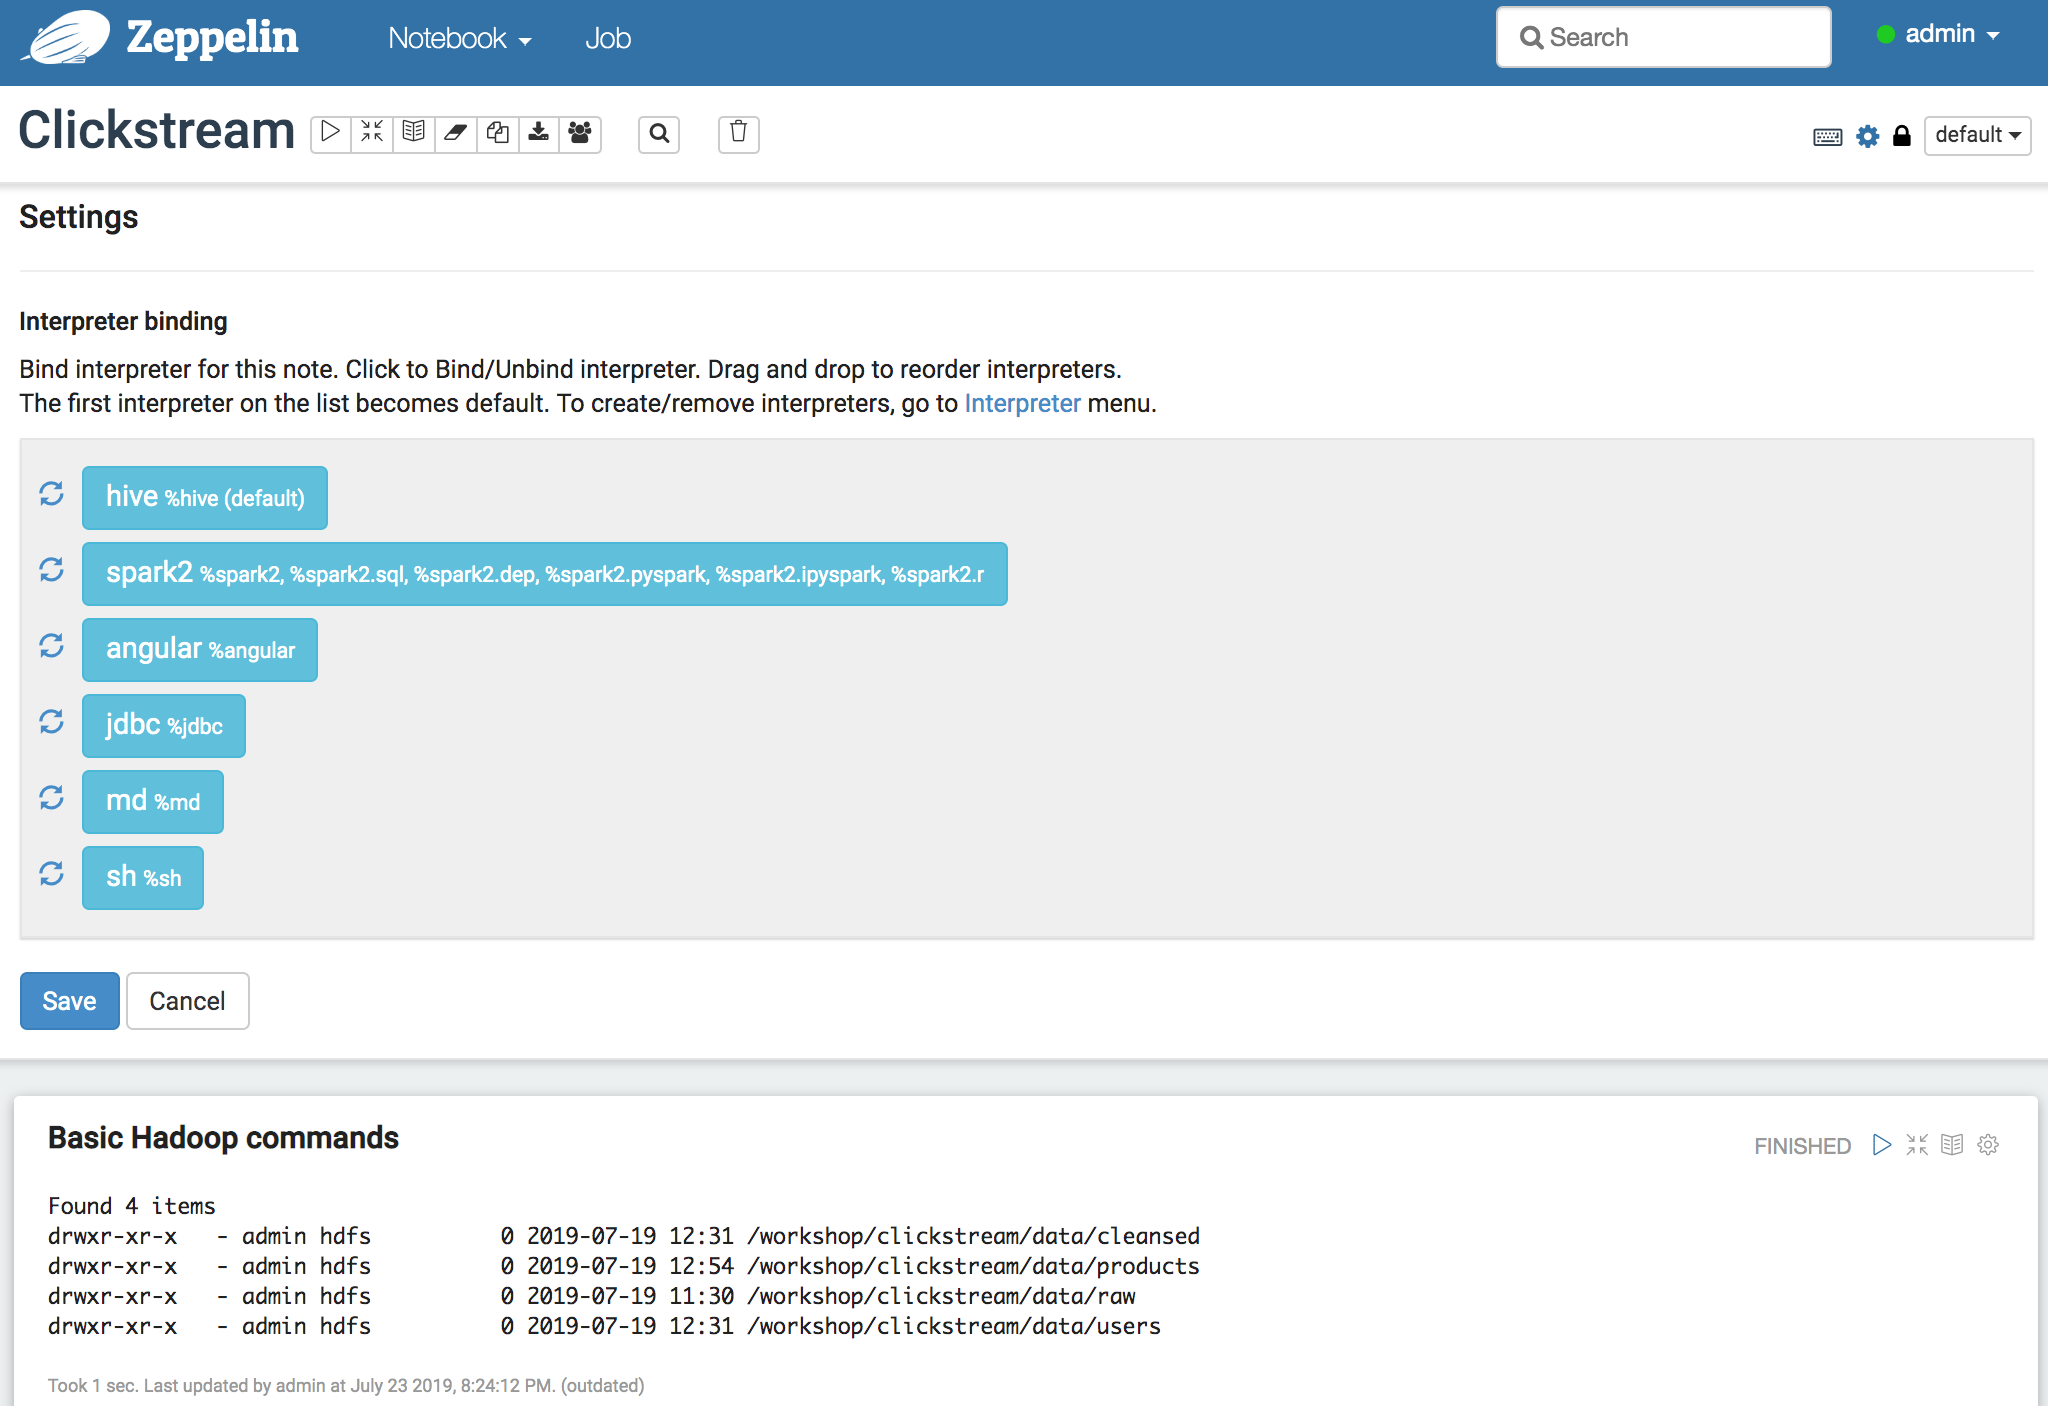 Zeppelin Notebook Job Search admin
Clickstream default
Settings
Interpreter binding
Bind interpreter for this note. Click to Bind/Unbind interpreter. Drag and drop to reorder interpreters.
The first interpreter on the list becomes default. To create/remove interpreters, go to Interpreter menu.
hive %hive (default)
spark2 %spark2, %spark2.sql, %spark2.dep, %spark2.pyspark, %spark2.ipyspark, %spark2.r
angular %angular
jdbc %jdbc
md %md
sh %sh
Save Cancel
Basic Hadoop commands
FINISHED
Found 4 items
drwxr-xr-x   - admin hdfs          0 2019-07-19 12:31 /workshop/clickstream/data/cleansed
drwxr-xr-x   - admin hdfs          0 2019-07-19 12:54 /workshop/clickstream/data/products
drwxr-xr-x   - admin hdfs          0 2019-07-19 11:30 /workshop/clickstream/data/raw
drwxr-xr-x   - admin hdfs          0 2019-07-19 12:31 /workshop/clickstream/data/users
Took 1 sec. Last updated by admin at July 23 2019, 8:24:12 PM. (outdated)